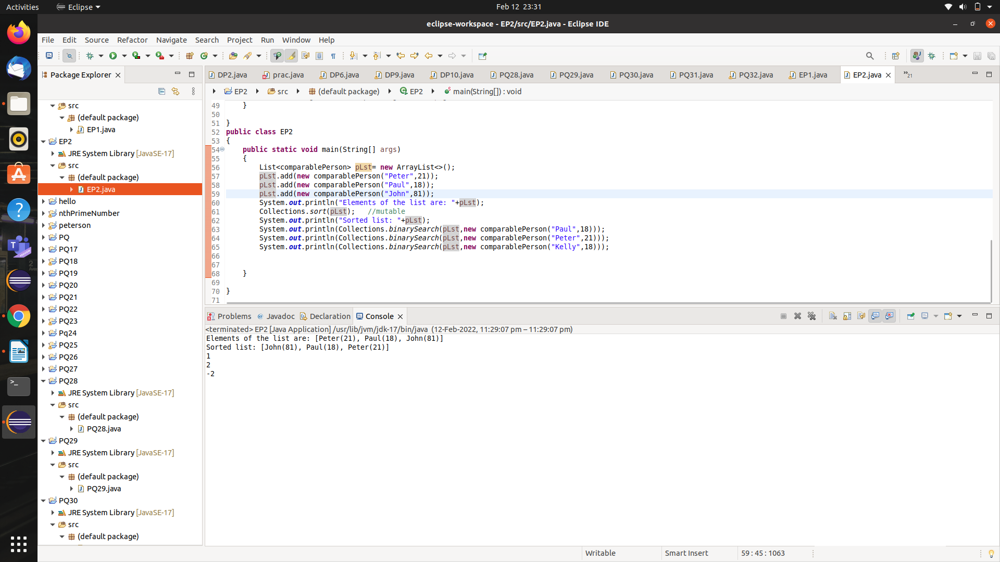 Activities
Eclipse
Feb 12 23:31
eclipse-workspace - EP2/src/EP2.java - Eclipse IDE
File Edit Source Refactor Navigate Search Project Run Window Help
Package Explorer
DP2.java prac.java DP6.java DP9.java DP10.java PQ28.java PQ29.java PQ30.java PQ31.java PQ32.java EP1.java EP2.java »21
EP2 src (default package) EP2 main(String[]) : void
src
(default package)
EP1.java
EP2
JRE System Library [JavaSE-17]
src
(default package)
EP2.java
hello
nthPrimeNumber
peterson
PQ
PQ17
PQ18
PQ19
PQ20
PQ21
PQ22
PQ23
Pq24
PQ25
PQ26
PQ27
PQ28
JRE System Library [JavaSE-17]
src
(default package)
PQ28.java
PQ29
JRE System Library [JavaSE-17]
src
(default package)
PQ29.java
PQ30
JRE System Library [JavaSE-17]
src
(default package)
49     }
50
51 }
52 public class EP2
53 {
54     public static void main(String[] args)
55     {
56         List<comparablePerson> pLst= new ArrayList<>();
57         pLst.add(new comparablePerson("Peter",21));
58         pLst.add(new comparablePerson("Paul",18));
59         pLst.add(new comparablePerson("John",81));
60         System.out.println("Elements of the list are: "+pLst);
61         Collections.sort(pLst);   //mutable
62         System.out.println("Sorted list: "+pLst);
63         System.out.println(Collections.binarySearch(pLst,new comparablePerson("Paul",18)));
64         System.out.println(Collections.binarySearch(pLst,new comparablePerson("Peter",21)));
65         System.out.println(Collections.binarySearch(pLst,new comparablePerson("Kelly",18)));
66
67
68     }
69
70 }
71
Problems Javadoc Declaration Console
<terminated> EP2 [Java Application] /usr/lib/jvm/jdk-17/bin/java (12-Feb-2022, 11:29:07 pm – 11:29:07 pm)
Elements of the list are: [Peter(21), Paul(18), John(81)]
Sorted list: [John(81), Paul(18), Peter(21)]
1
2
-2
Writable
Smart Insert
59 : 45 : 1063